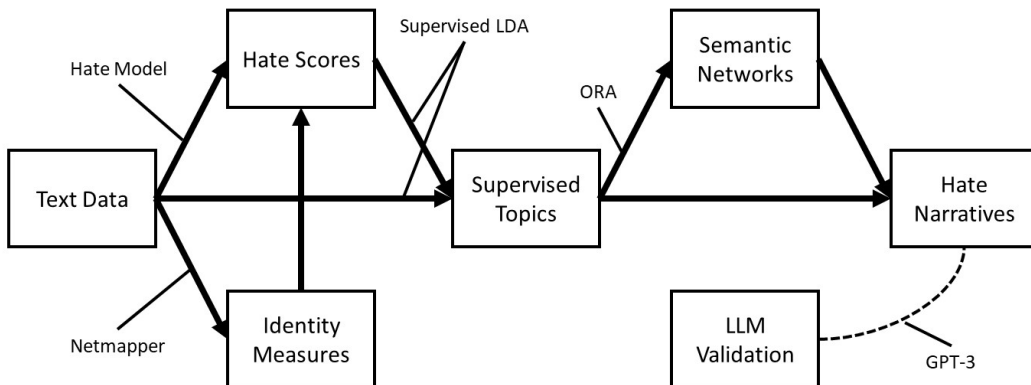 Hate Model
Hate Scores
Supervised LDA
Semantic
Networks
ORA
Text Data
Supervised
Topics
Hate
Narratives
Netmapper
Identity
Measures
LLM
Validation
GPT-3